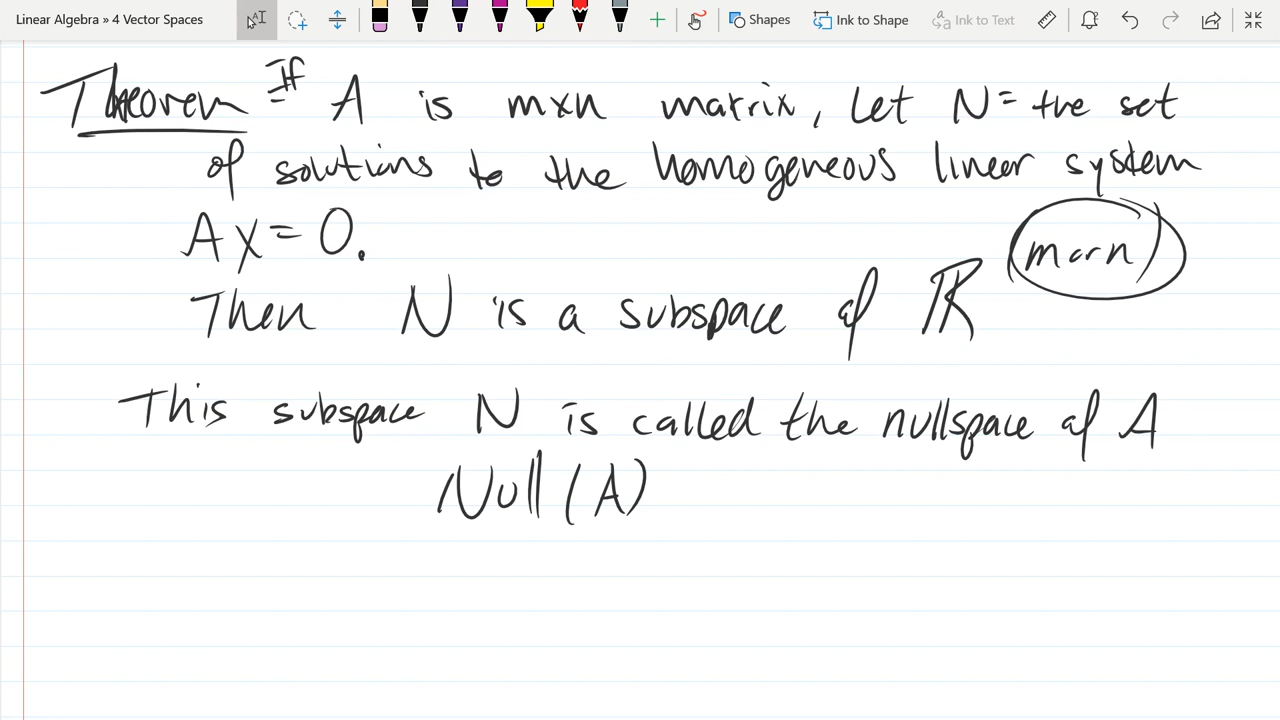 Linear Algebra » 4 Vector Spaces
Shapes
Ink to Shape
Ink to Text
Theorem If A is mxn matrix, Let N = the set
of solutions to the homogeneous linear system
AX = 0.
(m or n)
Then N is a subspace of ℝ
This subspace N is called the nullspace of A
Null (A)